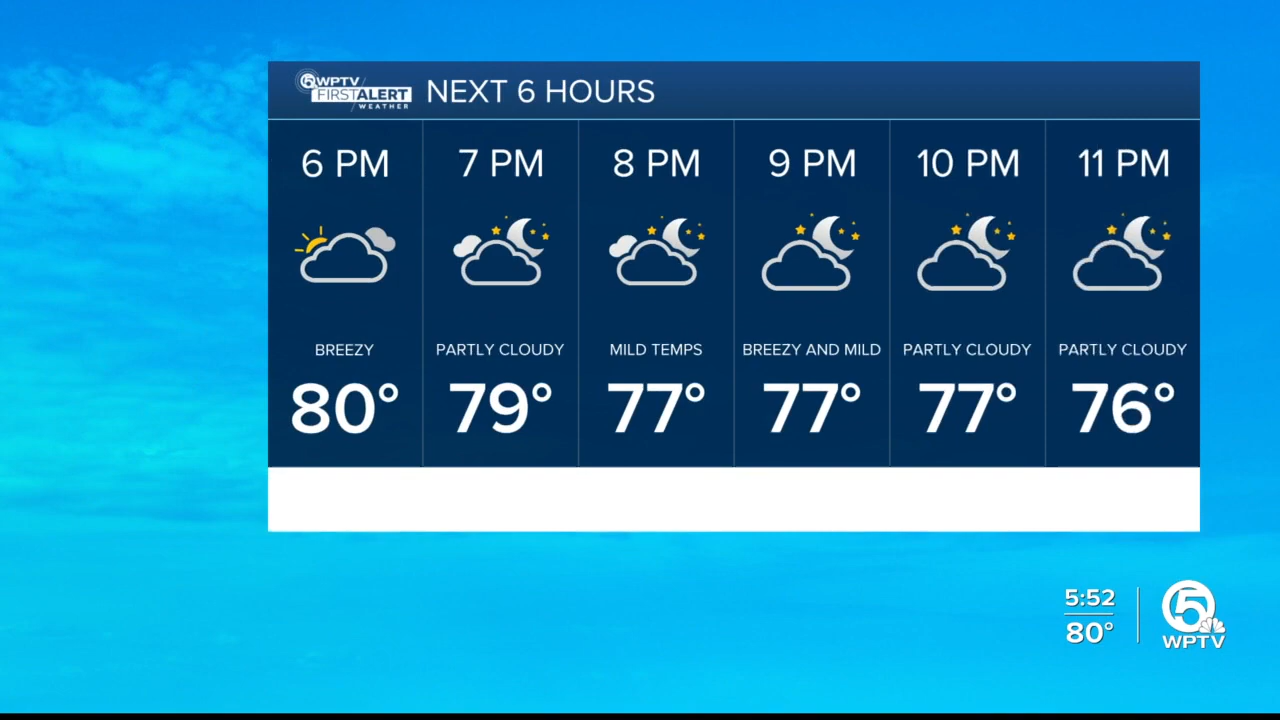 5 WPTV
FIRST ALERT
WEATHER
NEXT 6 HOURS
6 PM 7 PM 8 PM 9 PM 10 PM 11 PM
BREEZY PARTLY CLOUDY MILD TEMPS BREEZY AND MILD PARTLY CLOUDY PARTLY CLOUDY
80° 79° 77° 77° 77° 76°
5:52
80°
5
WPTV